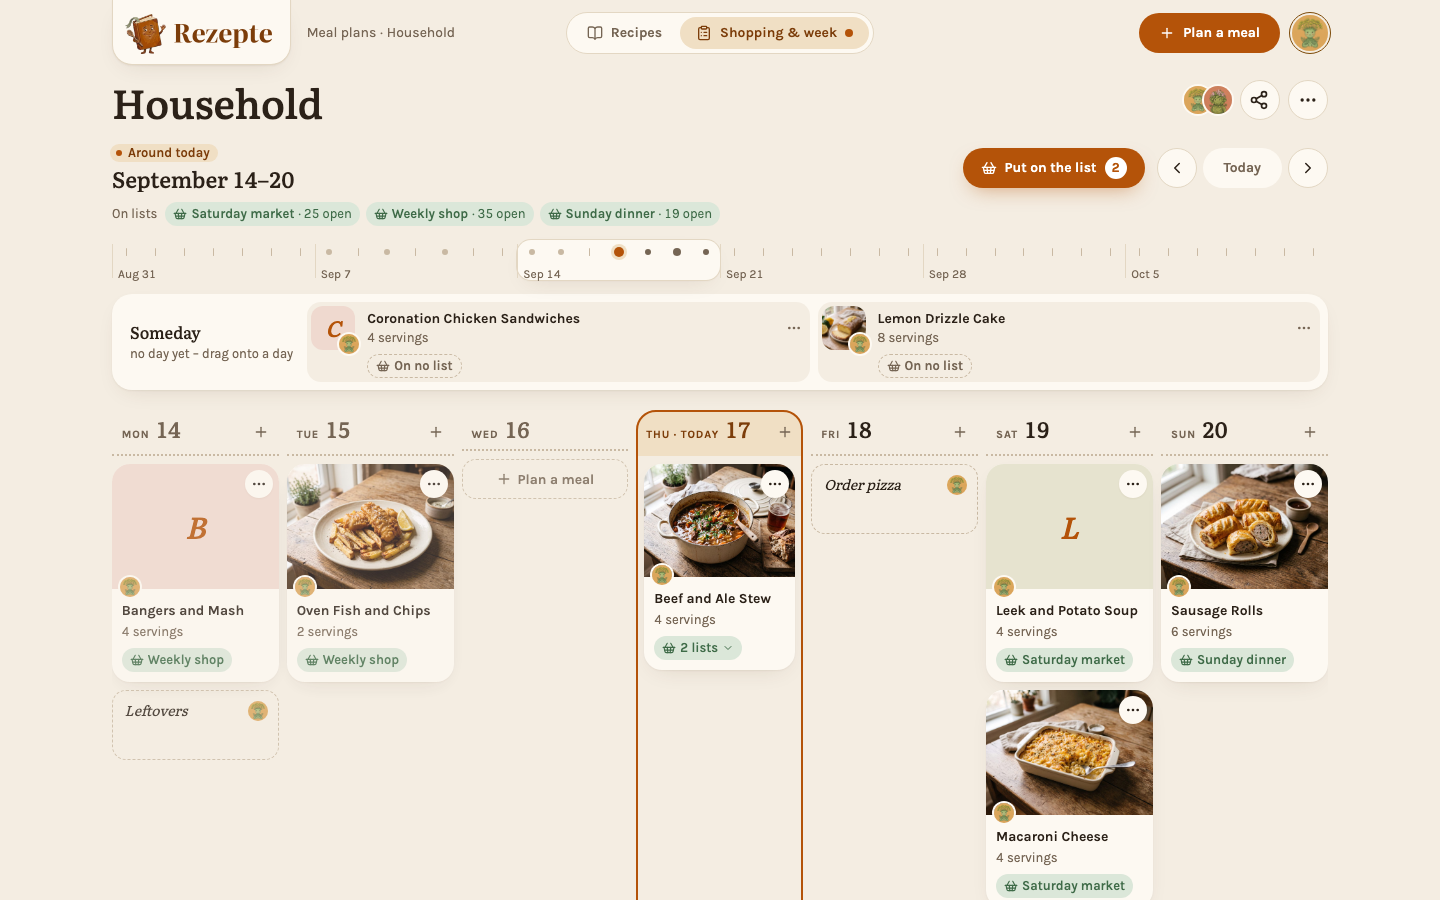 Rezepte
Meal plans · Household
Recipes
Shopping & week
Plan a meal
Household
Around today
September 14–20
Put on the list 2
Today
On lists
Saturday market · 25 open
Weekly shop · 35 open
Sunday dinner · 19 open
Aug 31
Sep 7
Sep 14
Sep 21
Sep 28
Oct 5
Someday
no day yet – drag onto a day
C
Coronation Chicken Sandwiches
4 servings
On no list
Lemon Drizzle Cake
8 servings
On no list
MON 14
B
Bangers and Mash
4 servings
Weekly shop
Leftovers
TUE 15
Oven Fish and Chips
2 servings
Weekly shop
WED 16
Plan a meal
THU · TODAY 17
Beef and Ale Stew
4 servings
2 lists
FRI 18
Order pizza
SAT 19
L
Leek and Potato Soup
4 servings
Saturday market
Macaroni Cheese
4 servings
Saturday market
SUN 20
Sausage Rolls
6 servings
Sunday dinner